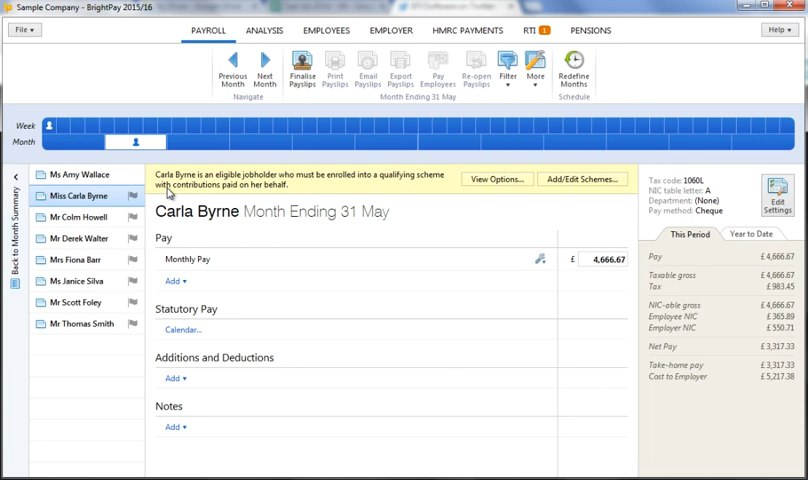 Sample Company - BrightPay 2015/16
File
PAYROLL
ANALYSIS
EMPLOYEES
EMPLOYER
HMRC PAYMENTS
RTI 1
PENSIONS
Help
Previous Month
Next Month
Navigate
Finalise Payslips
Print Payslips
Email Payslips
Export Payslips
Pay Employees
Re-open Payslips
Filter
More
Month Ending 31 May
Redefine Months
Schedule
Week
Month
Back to Month Summary
Ms Amy Wallace
Miss Carla Byrne
Mr Colm Howell
Mr Derek Walter
Mrs Fiona Barr
Ms Janice Silva
Mr Scott Foley
Mr Thomas Smith
Carla Byrne is an eligible jobholder who must be enrolled into a qualifying scheme
with contributions paid on her behalf.
View Options...
Add/Edit Schemes...
Carla Byrne Month Ending 31 May
Pay
Monthly Pay £ 4,666.67
Add
Statutory Pay
Calendar...
Additions and Deductions
Add
Notes
Add
Tax code: 1060L
NIC table letter: A
Department: (None)
Pay method: Cheque
Edit Settings
This Period
Year to Date
Pay £4,666.67
Taxable gross £4,666.67
Tax £983.45
NIC-able gross £4,666.67
Employee NIC £365.89
Employer NIC £550.71
Net Pay £3,317.33
Take-home pay £3,317.33
Cost to Employer £5,217.38